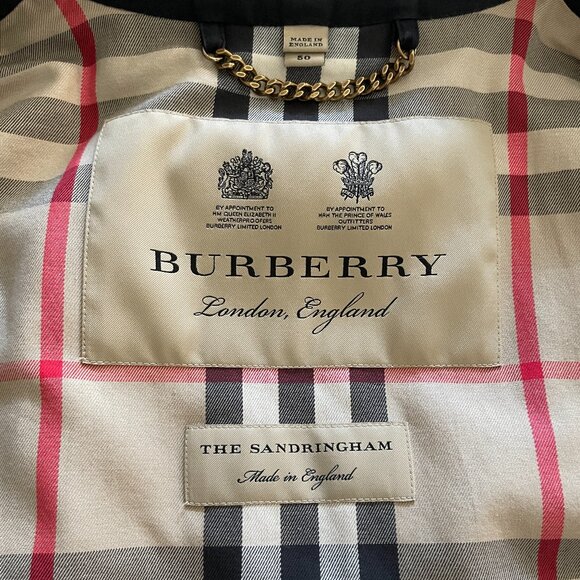 MADE IN
ENGLAND
50
BY APPOINTMENT TO
HM QUEEN ELIZABETH II
WEATHERPROOFERS
BURBERRY LIMITED LONDON
BY APPOINTMENT TO
HRH THE PRINCE OF WALES
OUTFITTERS
BURBERRY LIMITED LONDON
BURBERRY
London, England
THE SANDRINGHAM
Made in England